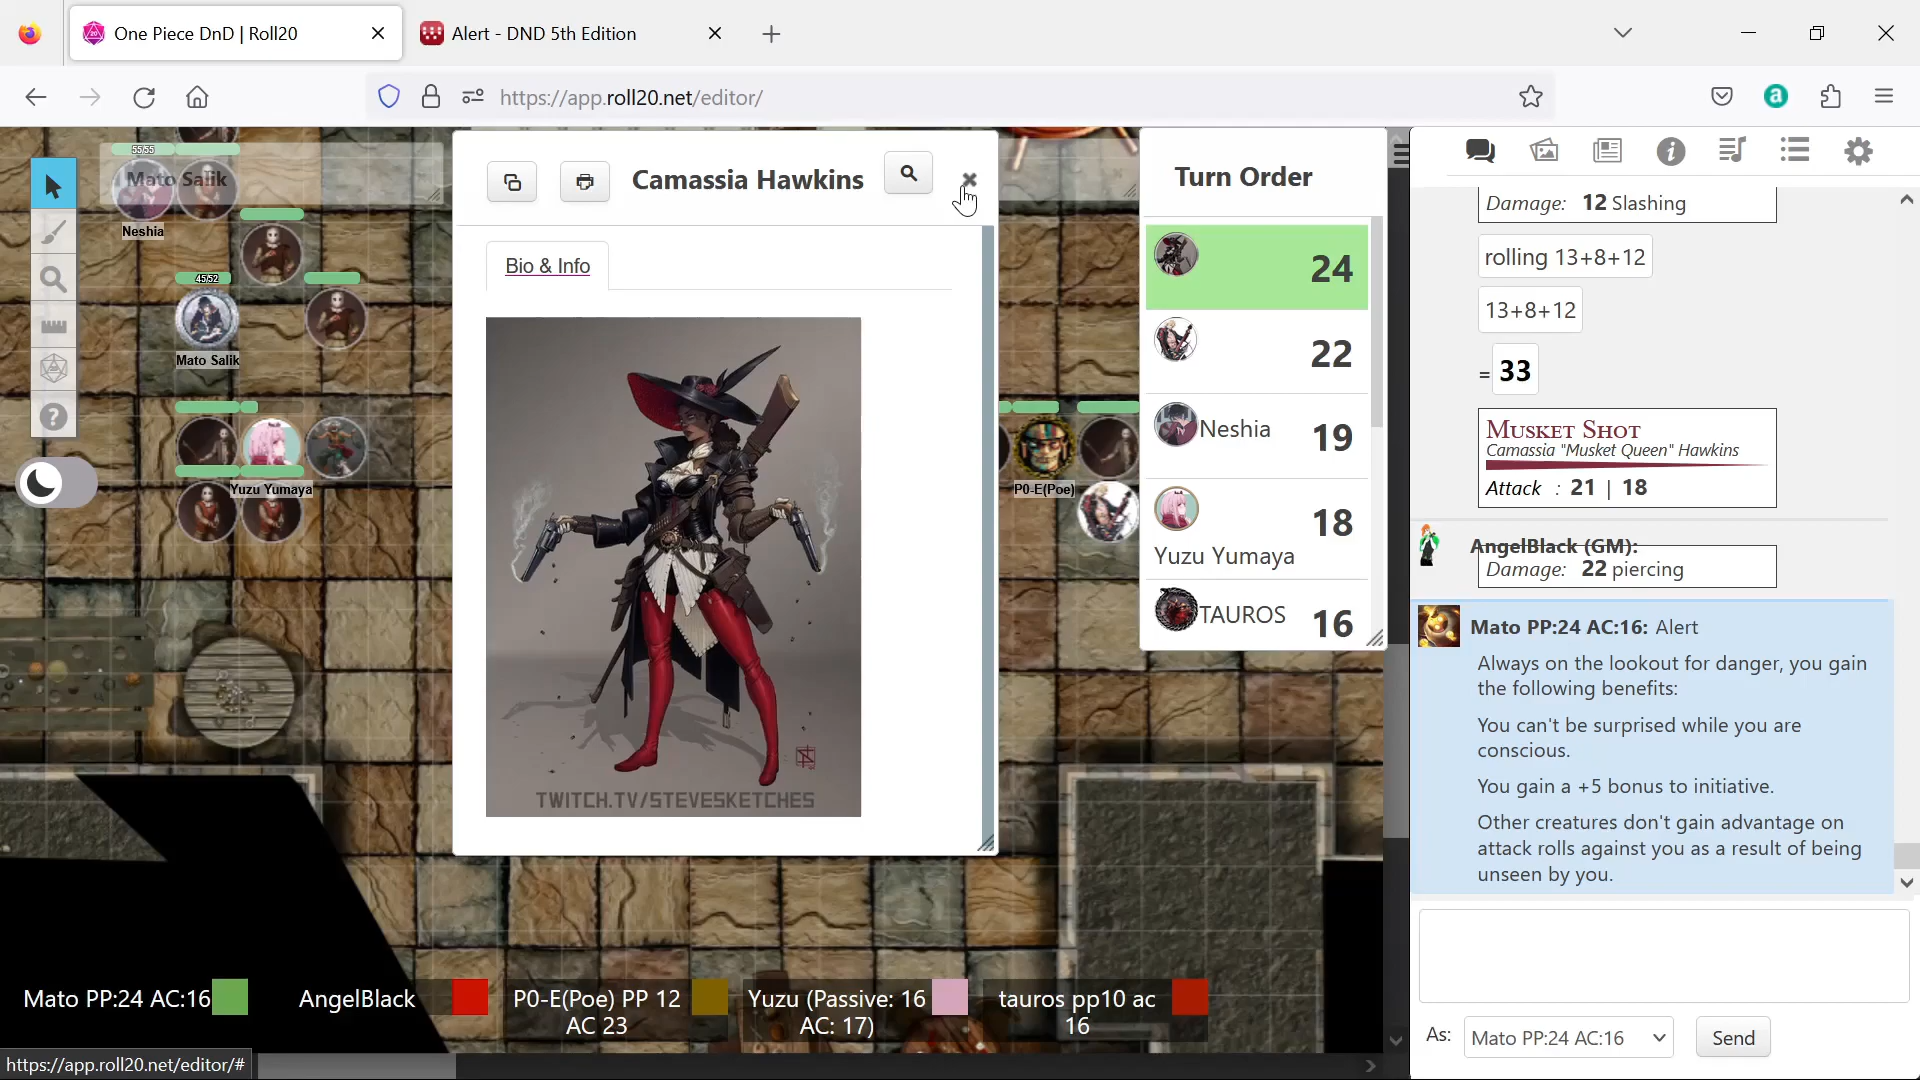 One Piece DnD | Roll20
Alert - DND 5th Edition
https://app.roll20.net/editor/
55/55
Mato Salik
Neshia
45/52
Mato Salik
Yuzu Yumaya
Camassia Hawkins
Bio & Info
TWITCH.TV/STEVESKETCHES
P0-E(Poe)
Turn Order
24
22
Neshia 19
18
Yuzu Yumaya
TAUROS 16
Damage: 12 Slashing
rolling 13+8+12
13+8+12
= 33
Musket Shot
Camassia "Musket Queen" Hawkins
Attack : 21 | 18
AngelBlack (GM):
Damage: 22 piercing
Mato PP:24 AC:16: Alert
Always on the lookout for danger, you gain
the following benefits:
You can't be surprised while you are
conscious.
You gain a +5 bonus to initiative.
Other creatures don't gain advantage on
attack rolls against you as a result of being
unseen by you.
As: Mato PP:24 AC:16 Send
Mato PP:24 AC:16
AngelBlack
P0-E(Poe) PP 12
AC 23
Yuzu (Passive: 16
AC: 17)
tauros pp10 ac
16
https://app.roll20.net/editor/#